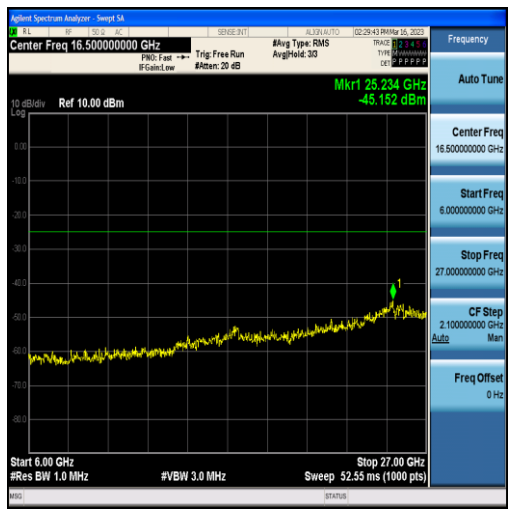 Agilent Spectrum Analyzer - Swept SA
RL RF 50 Ω AC SENSE:INT ALIGN AUTO 02:29:43 PM Mar 16, 2023
Center Freq 16.500000000 GHz
PNO: Fast
IFGain:Low
Trig: Free Run
#Atten: 20 dB
#Avg Type: RMS
Avg|Hold: 3/3
TRACE 1 2 3 4 5 6
TYPE MWWWWW
DET P P P P P P
Mkr1 25.234 GHz
-45.152 dBm
10 dB/div Ref 10.00 dBm
Log
0.00
-10.0
-20.0
-30.0
-40.0
-50.0
-60.0
-70.0
-80.0
1
Start 6.00 GHz
Stop 27.00 GHz
#Res BW 1.0 MHz
#VBW 3.0 MHz
Sweep 52.55 ms (1000 pts)
MSG
STATUS
Frequency
Auto Tune
Center Freq
16.500000000 GHz
Start Freq
6.000000000 GHz
Stop Freq
27.000000000 GHz
CF Step
2.100000000 GHz
Auto Man
Freq Offset
0 Hz